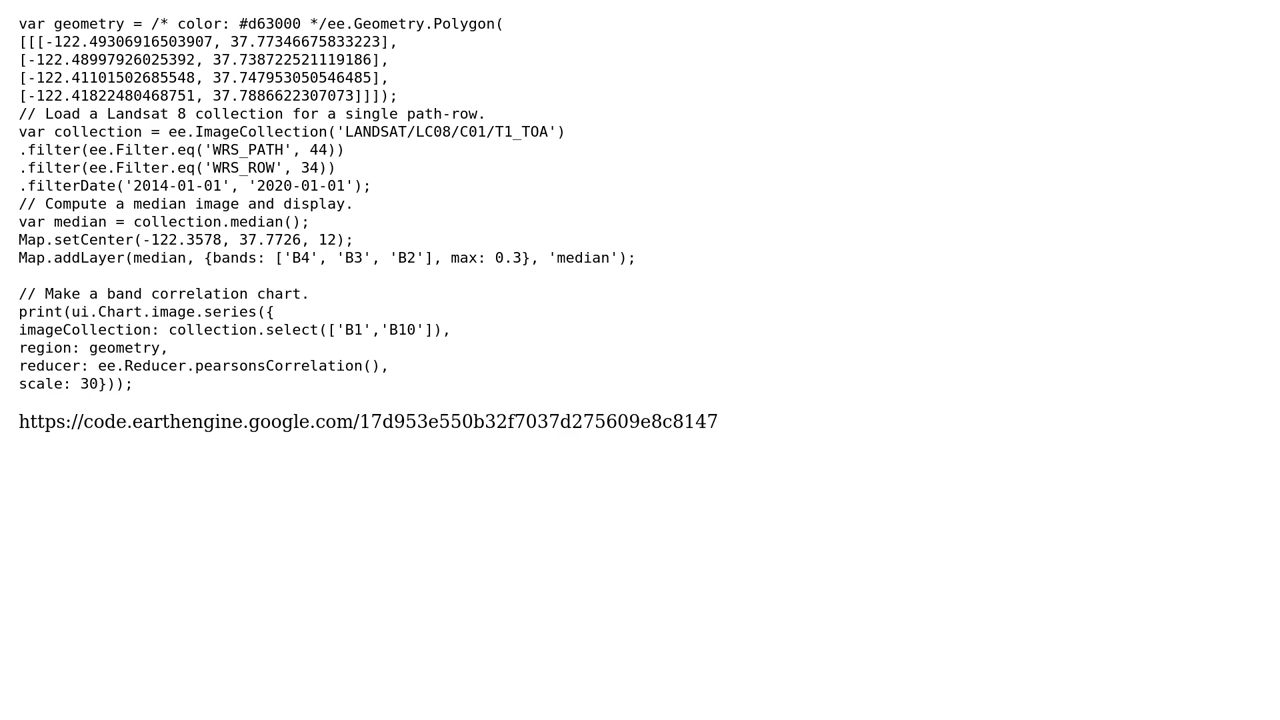 var geometry = /* color: #d63000 */ee.Geometry.Polygon(
[[[-122.49306916503907, 37.77346675833223],
[-122.48997926025392, 37.738722521119186],
[-122.41101502685548, 37.747953050546485],
[-122.41822480468751, 37.7886622307073]]]);
// Load a Landsat 8 collection for a single path-row.
var collection = ee.ImageCollection('LANDSAT/LC08/C01/T1_TOA')
.filter(ee.Filter.eq('WRS_PATH', 44))
.filter(ee.Filter.eq('WRS_ROW', 34))
.filterDate('2014-01-01', '2020-01-01');
// Compute a median image and display.
var median = collection.median();
Map.setCenter(-122.3578, 37.7726, 12);
Map.addLayer(median, {bands: ['B4', 'B3', 'B2'], max: 0.3}, 'median');

// Make a band correlation chart.
print(ui.Chart.image.series({
imageCollection: collection.select(['B1','B10']),
region: geometry,
reducer: ee.Reducer.pearsonsCorrelation(),
scale: 30}));

https://code.earthengine.google.com/17d953e550b32f7037d275609e8c8147